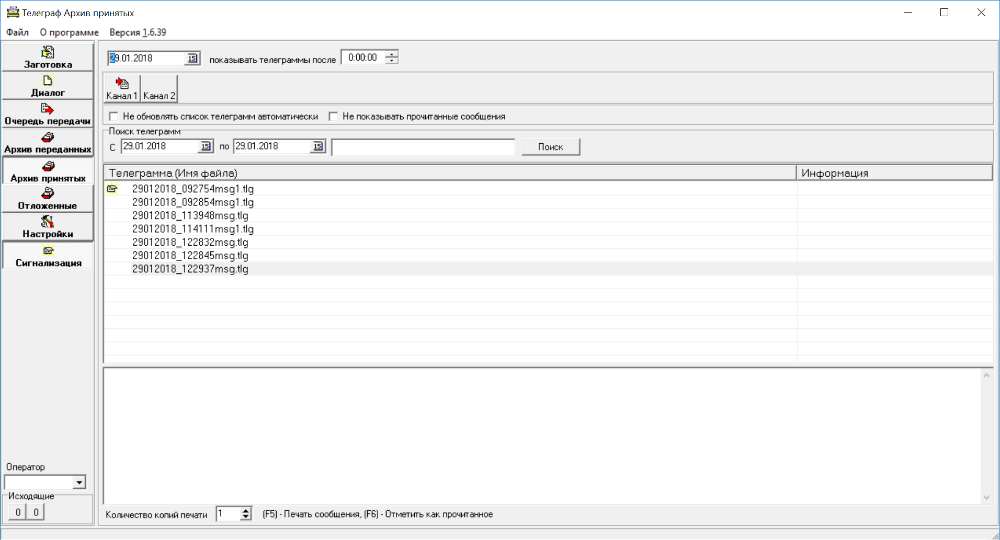 Телеграф Архив принятых
Файл О программе Версия 1.6.39
Заготовка
Диалог
Очередь передачи
Архив переданных
Архив принятых
Отложенные
Настройки
Сигнализация
Оператор
Исходящие
0 0
29.01.2018 15 показывать телеграммы после 0:00:00
Канал 1 Канал 2
Не обновлять список телеграмм автоматически Не показывать прочитанные сообщения
Поиск телеграмм
С 29.01.2018 15 по 29.01.2018 15 Поиск
Телеграмма (Имя файла) Информация
29012018_092754msg1.tlg
29012018_092854msg1.tlg
29012018_113948msg.tlg
29012018_114111msg1.tlg
29012018_122832msg.tlg
29012018_122845msg.tlg
29012018_122937msg.tlg
Количество копий печати 1 (F5) - Печать сообщения, (F6) - Отметить как прочитанное